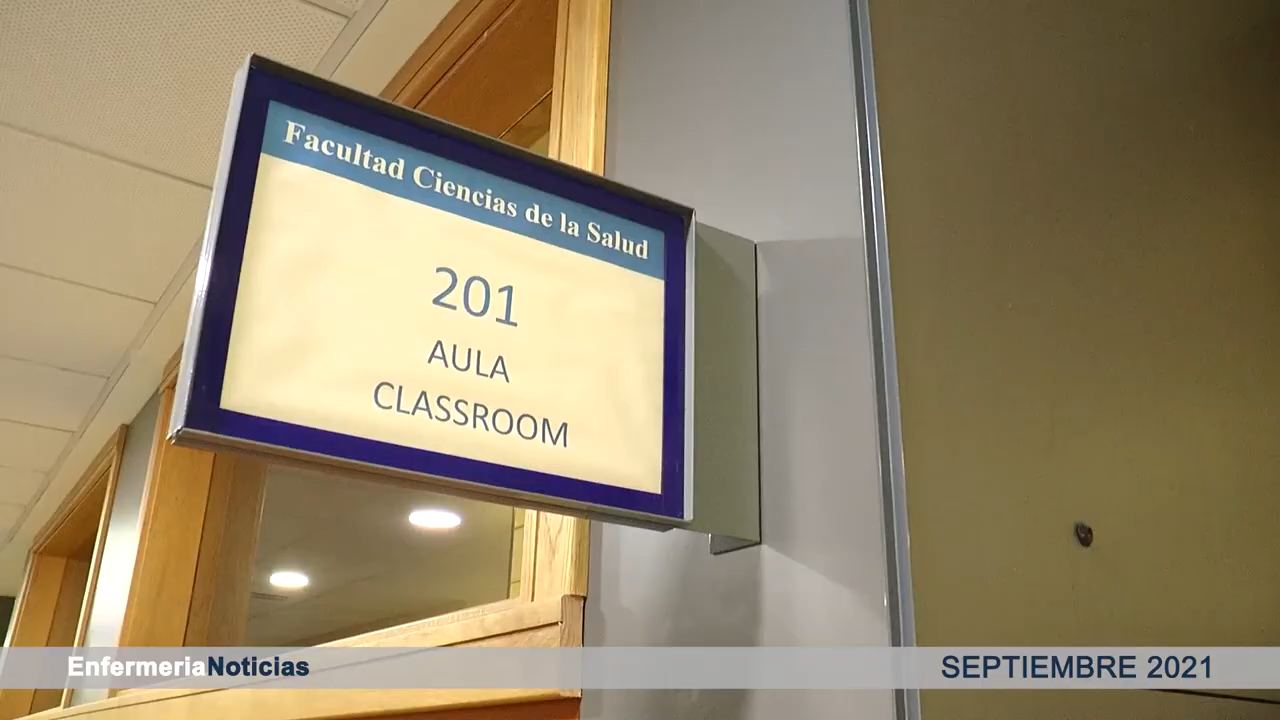 Facultad Ciencias de la Salud
201
AULA
CLASSROOM
EnfermeriaNoticias
SEPTIEMBRE 2021